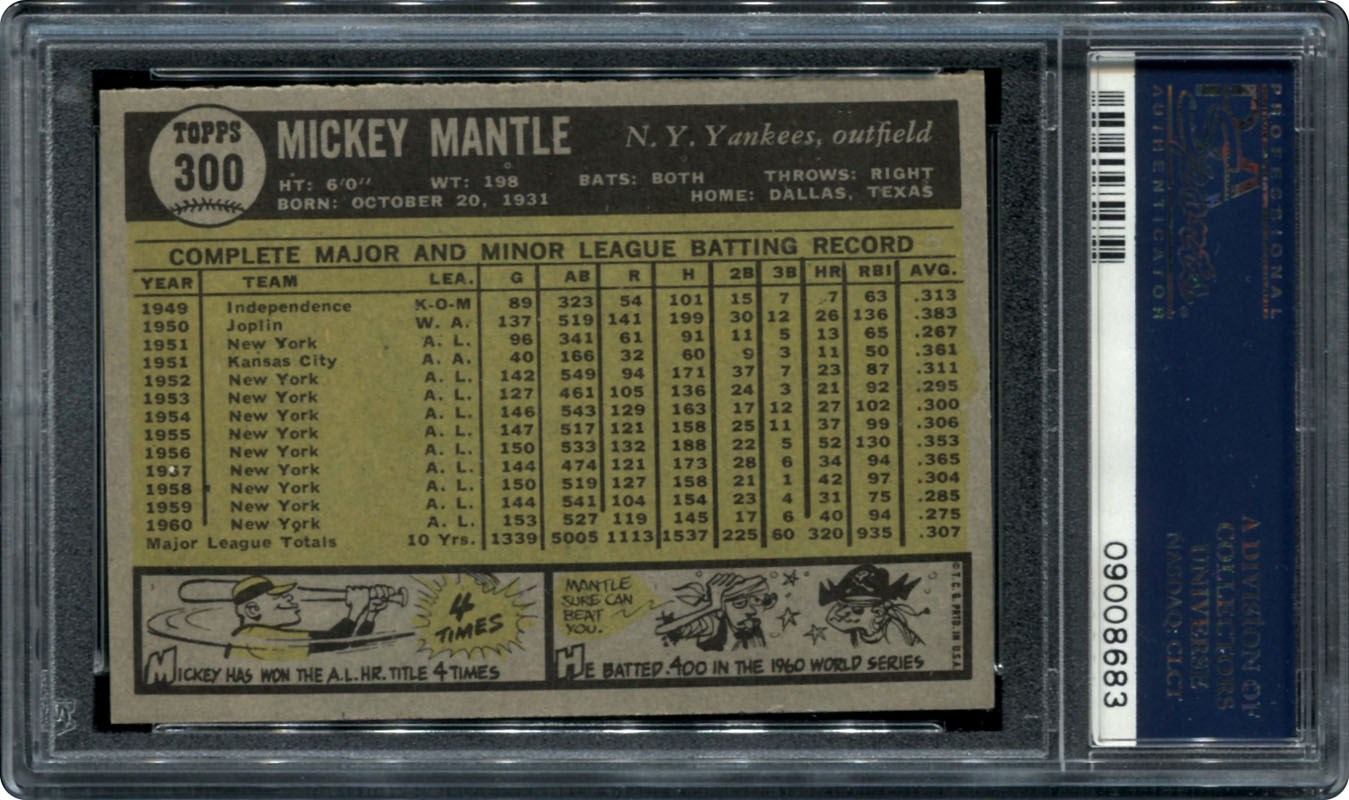 TOPPS
300
MICKEY MANTLE
N. Y. Yankees, outfield
HT: 6'0" WT: 198 BATS: BOTH THROWS: RIGHT
BORN: OCTOBER 20, 1931 HOME: DALLAS, TEXAS
COMPLETE MAJOR AND MINOR LEAGUE BATTING RECORD
YEAR TEAM LEA. G AB R H 2B 3B HR RBI AVG.
1949 Independence K-O-M 89 323 54 101 15 7 7 63 .313
1950 Joplin W. A. 137 519 141 199 30 12 26 136 .383
1951 New York A. L. 96 341 61 91 11 5 13 65 .267
1951 Kansas City A. A. 40 166 32 60 9 3 11 50 .361
1952 New York A. L. 142 549 94 171 37 7 23 87 .311
1953 New York A. L. 127 461 105 136 24 3 21 92 .295
1954 New York A. L. 146 543 129 163 17 12 27 102 .300
1955 New York A. L. 147 517 121 158 25 11 37 99 .306
1956 New York A. L. 150 533 132 188 22 5 52 130 .353
1957 New York A. L. 144 474 121 173 28 6 34 94 .365
1958 New York A. L. 150 519 127 158 21 1 42 97 .304
1959 New York A. L. 144 541 104 154 23 4 31 75 .285
1960 New York A. L. 153 527 119 145 17 6 40 94 .275
Major League Totals 10 Yrs. 1339 5005 1113 1537 225 60 320 935 .307
4
TIMES
MICKEY HAS WON THE A.L. HR. TITLE 4 TIMES
MANTLE
SURE CAN
BEAT
YOU.
HE BATTED .400 IN THE 1960 WORLD SERIES
© T. C. G. PRTD. IN U.S.A.
09008683
PROFESSIONAL
PSA
Sports
AUTHENTICATOR
A DIVISION OF
COLLECTORS
UNIVERSE
NASDAQ: CLCT